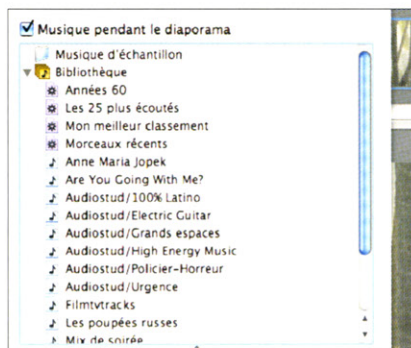 Musique pendant le diaporama
Musique d'échantillon
Bibliothèque
Années 60
Les 25 plus écoutés
Mon meilleur classement
Morceaux récents
Anne Maria Jopek
Are You Going With Me?
Audiostud/100% Latino
Audiostud/Electric Guitar
Audiostud/Grands espaces
Audiostud/High Energy Music
Audiostud/Policier-Horreur
Audiostud/Urgence
Filmtvtracks
Les poupées russes
Mix de soirée